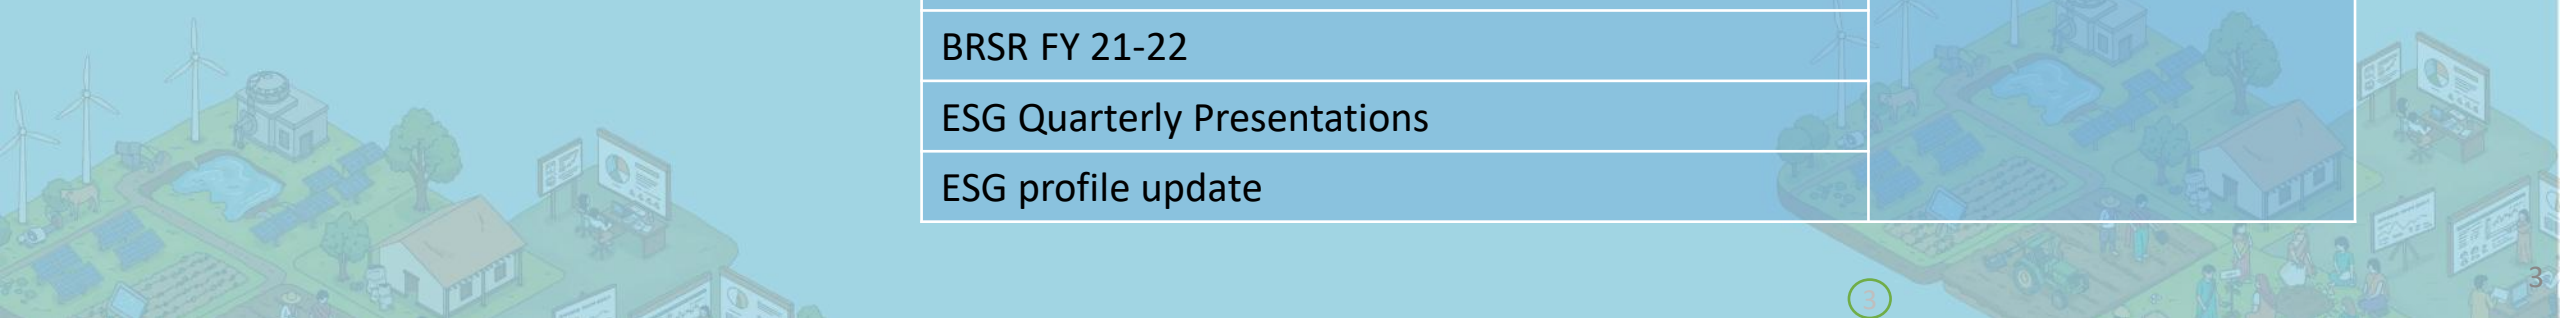 BRSR FY 21-22
ESG Quarterly Presentations
ESG profile update
3
3